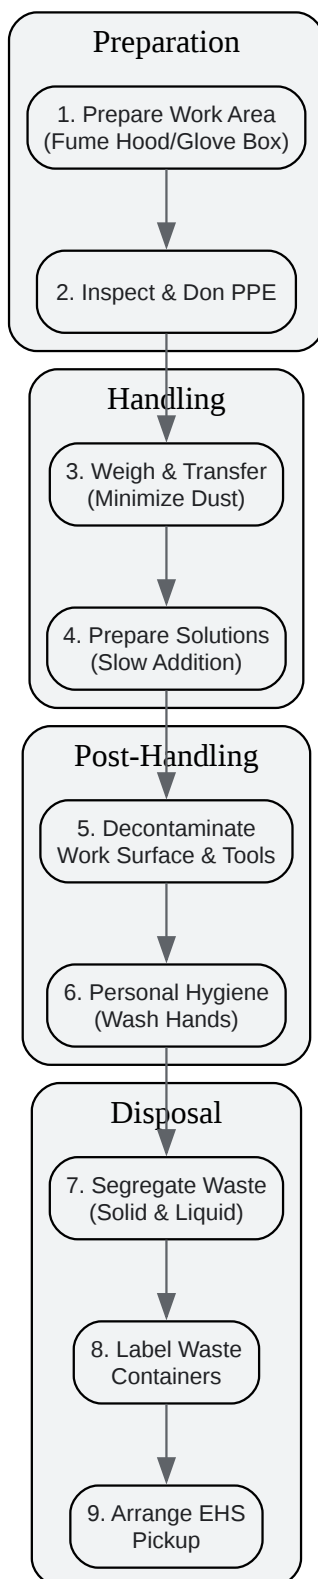 Preparation
1. Prepare Work Area
(Fume Hood/Glove Box)
2. Inspect & Don PPE
Handling
3. Weigh & Transfer
(Minimize Dust)
4. Prepare Solutions
(Slow Addition)
Post-Handling
5. Decontaminate
Work Surface & Tools
6. Personal Hygiene
(Wash Hands)
Disposal
7. Segregate Waste
(Solid & Liquid)
8. Label Waste
Containers
9. Arrange EHS
Pickup